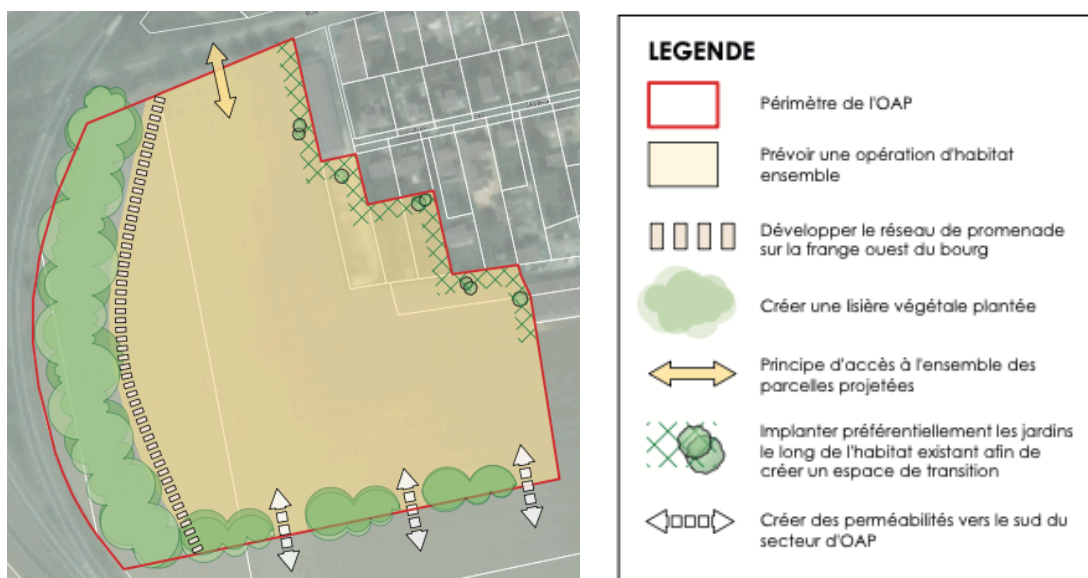 LEGENDE
Périmètre de l'OAP
Prévoir une opération d'habitat
ensemble
Développer le réseau de promenade
sur la frange ouest du bourg
Créer une lisière végétale plantée
Principe d'accès à l'ensemble des
parcelles projetées
Implanter préférentiellement les jardins
le long de l'habitat existant afin de
créer un espace de transition
Créer des perméabilités vers le sud du
secteur d'OAP